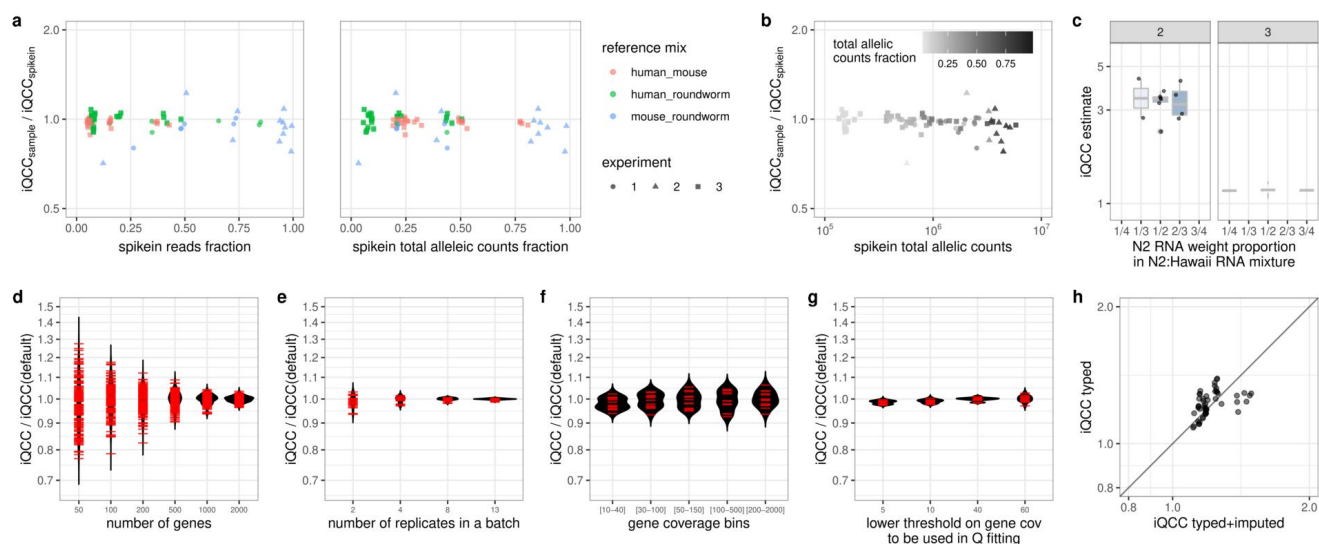 a
iQCCsample / iQCCspikein
2.0
1.0
0.5
0.00 0.25 0.50 0.75 1.00
spikein reads fraction
0.00 0.25 0.50 0.75 1.00
spikein total alleleic counts fraction
reference mix
human_mouse
human_roundworm
mouse_roundworm
experiment
1 2 3
b
iQCCsample / iQCCspikein
2.0
1.0
0.5
total allelic
counts fraction
0.25 0.50 0.75
10^5 10^6 10^7
spikein total allelic counts
c
2 3
iQCC estimate
5
3
1
1/4 1/3 1/2 2/3 3/4 1/4 1/3 1/2 2/3 3/4
N2 RNA weight proportion
in N2:Hawaii RNA mixture
d
iQCC / iQCC(default)
1.5
1.4
1.3
1.2
1.1
1.0
0.9
0.8
0.7
50 100 200 500 1000 2000
number of genes
e
iQCC / iQCC(default)
1.5
1.4
1.3
1.2
1.1
1.0
0.9
0.8
0.7
2 4 8 13
number of replicates in a batch
f
iQCC / iQCC(default)
1.5
1.4
1.3
1.2
1.1
1.0
0.9
0.8
0.7
[10−40] [30−100] [50−150] [100−500] [200−2000]
gene coverage bins
g
iQCC / iQCC(default)
1.5
1.4
1.3
1.2
1.1
1.0
0.9
0.8
0.7
5 10 40 60
lower threshold on gene cov
to be used in Q fitting
h
iQCC typed
2.0
1.0
0.8
0.8 1.0 2.0
iQCC typed+imputed